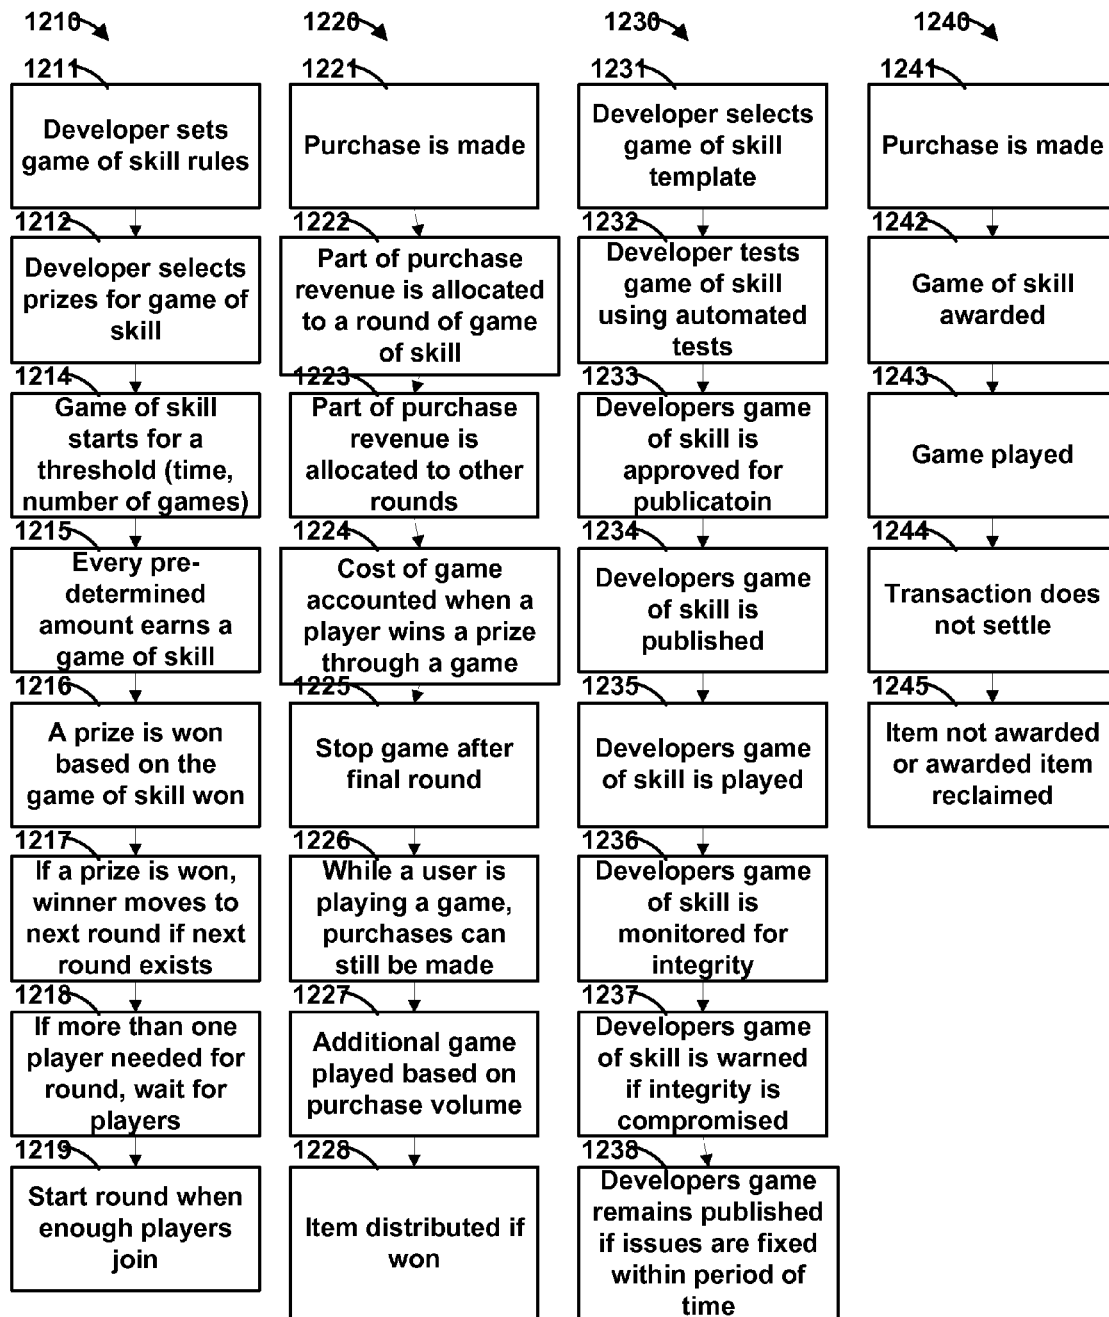 1210
1211
Developer sets
game of skill rules
1212
Developer selects
prizes for game of
skill
1214
Game of skill
starts for a
threshold (time,
number of games)
1215
Every pre-
determined
amount earns a
game of skill
1216
A prize is won
based on the
game of skill won
1217
If a prize is won,
winner moves to
next round if next
round exists
1218
If more than one
player needed for
round, wait for
players
1219
Start round when
enough players
join
1220
1221
Purchase is made
1222
Part of purchase
revenue is allocated
to a round of game
of skill
1223
Part of purchase
revenue is
allocated to other
rounds
1224
Cost of game
accounted when a
player wins a prize
through a game
1225
Stop game after
final round
1226
While a user is
playing a game,
purchases can
still be made
1227
Additional game
played based on
purchase volume
1228
Item distributed if
won
1230
1231
Developer selects
game of skill
template
1232
Developer tests
game of skill
using automated
tests
1233
Developers game
of skill is
approved for
publicatoin
1234
Developers game
of skill is
published
1235
Developers game
of skill is played
1236
Developers game
of skill is
monitored for
integrity
1237
Developers game
of skill is warned
if integrity is
compromised
1238
Developers game
remains published
if issues are fixed
within period of
time
1240
1241
Purchase is made
1242
Game of skill
awarded
1243
Game played
1244
Transaction does
not settle
1245
Item not awarded
or awarded item
reclaimed